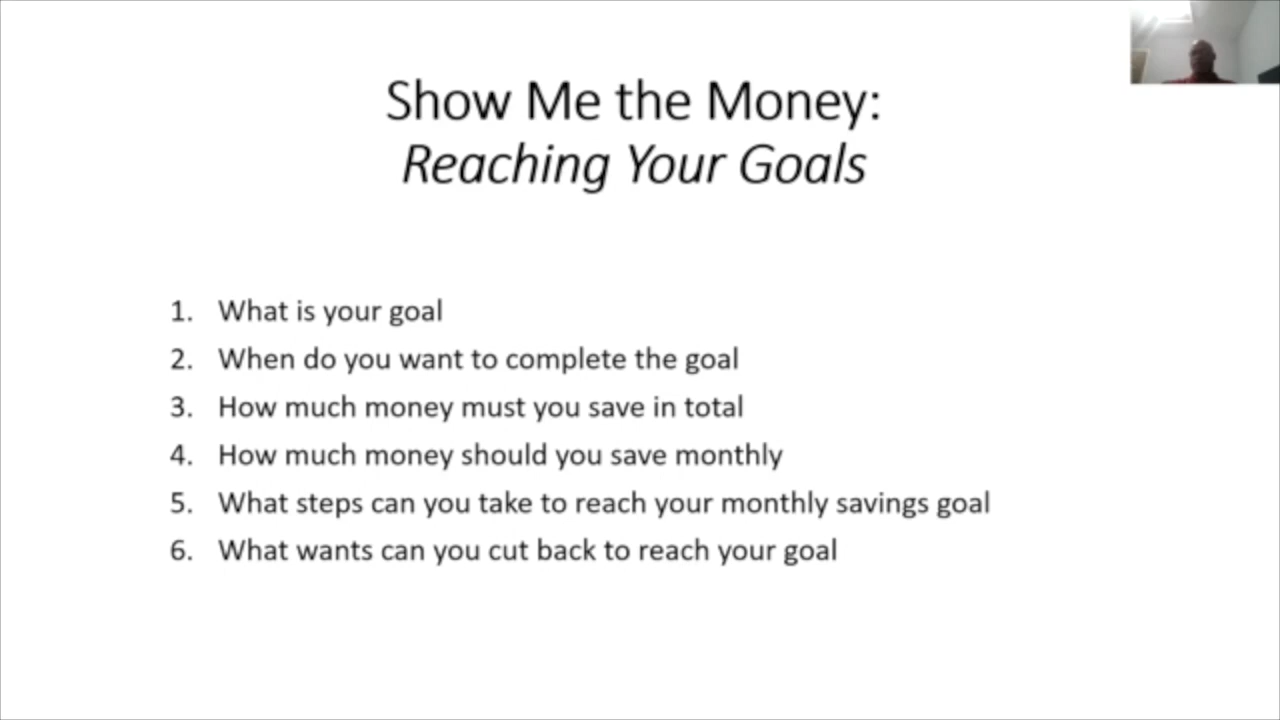 Show Me the Money:
Reaching Your Goals
1. What is your goal
2. When do you want to complete the goal
3. How much money must you save in total
4. How much money should you save monthly
5. What steps can you take to reach your monthly savings goal
6. What wants can you cut back to reach your goal